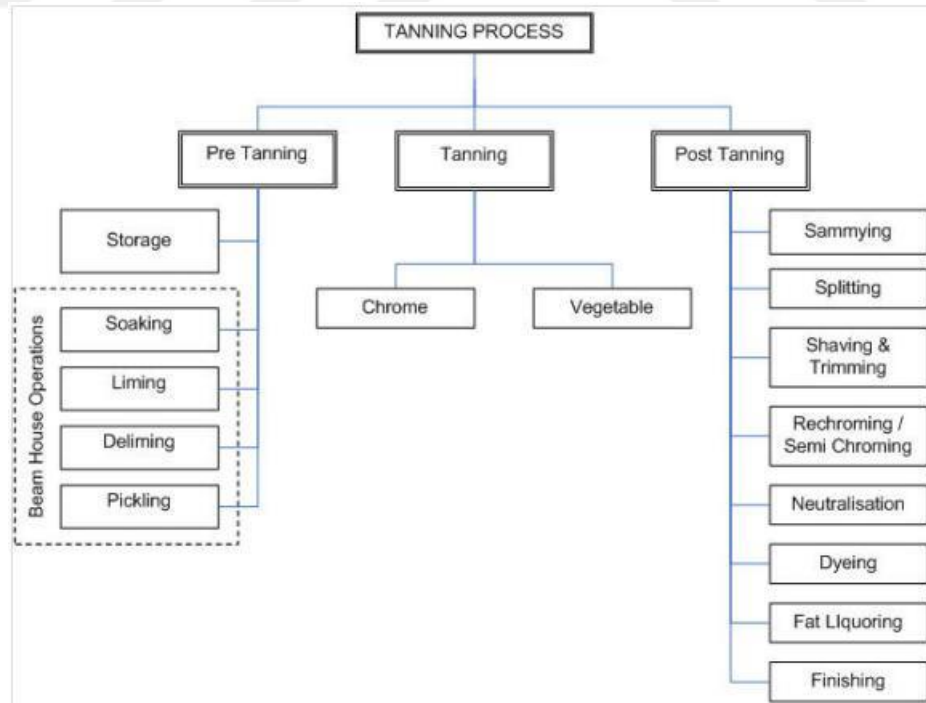 TANNING PROCESS
Pre Tanning
Tanning
Post Tanning
Storage
Beam House Operations
Soaking
Liming
Deliming
Pickling
Chrome
Vegetable
Sammying
Splitting
Shaving &
Trimming
Rechroming /
Semi Chroming
Neutralisation
Dyeing
Fat LIquoring
Finishing